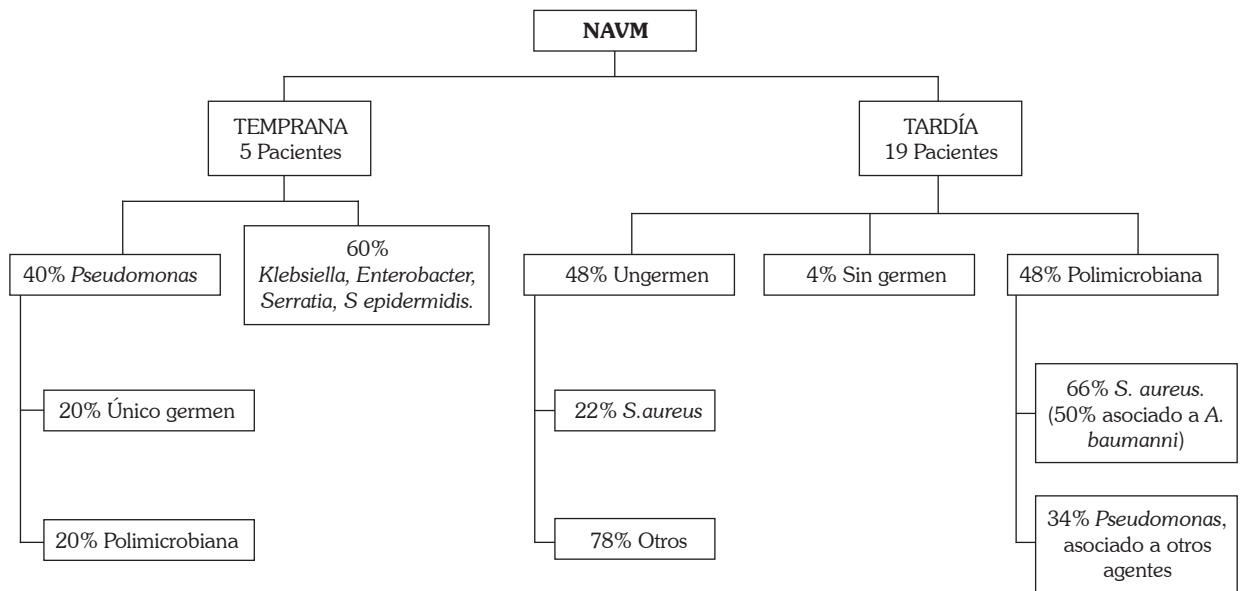 NAVM
TEMPRANA
5 Pacientes
TARDÍA
19 Pacientes
40% Pseudomonas
60%
Klebsiella, Enterobacter,
Serratia, S epidermidis.
48% Ungermen
4% Sin germen
48% Polimicrobiana
20% Único germen
22% S.aureus
66% S. aureus.
(50% asociado a A.
baumanni)
20% Polimicrobiana
78% Otros
34% Pseudomonas,
asociado a otros
agentes